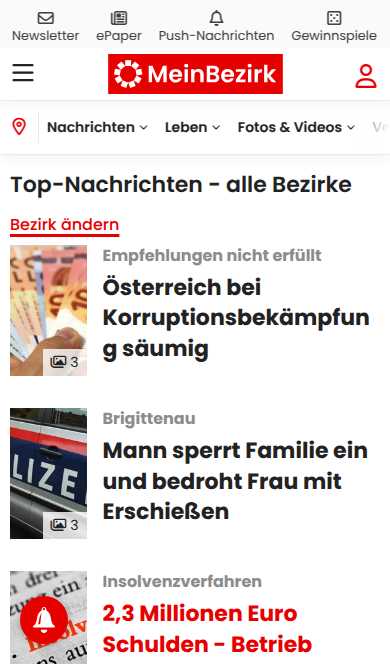 Newsletter ePaper Push-Nachrichten Gewinnspiele
MeinBezirk
Nachrichten Leben Fotos & Videos
Top-Nachrichten - alle Bezirke
Bezirk ändern
Empfehlungen nicht erfüllt
Österreich bei
Korruptionsbekämpfun
g säumig
3
Brigittenau
Mann sperrt Familie ein
und bedroht Frau mit
Erschießen
LIZE
3
Insolvenzverfahren
2,3 Millionen Euro
Schulden - Betrieb